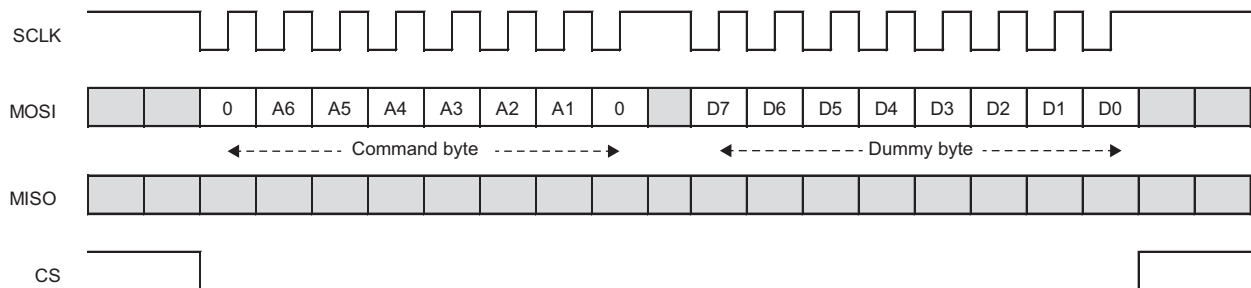 SCLK
MOSI 0 A6 A5 A4 A3 A2 A1 0 D7 D6 D5 D4 D3 D2 D1 D0
Command byte Dummy byte
MISO
CS